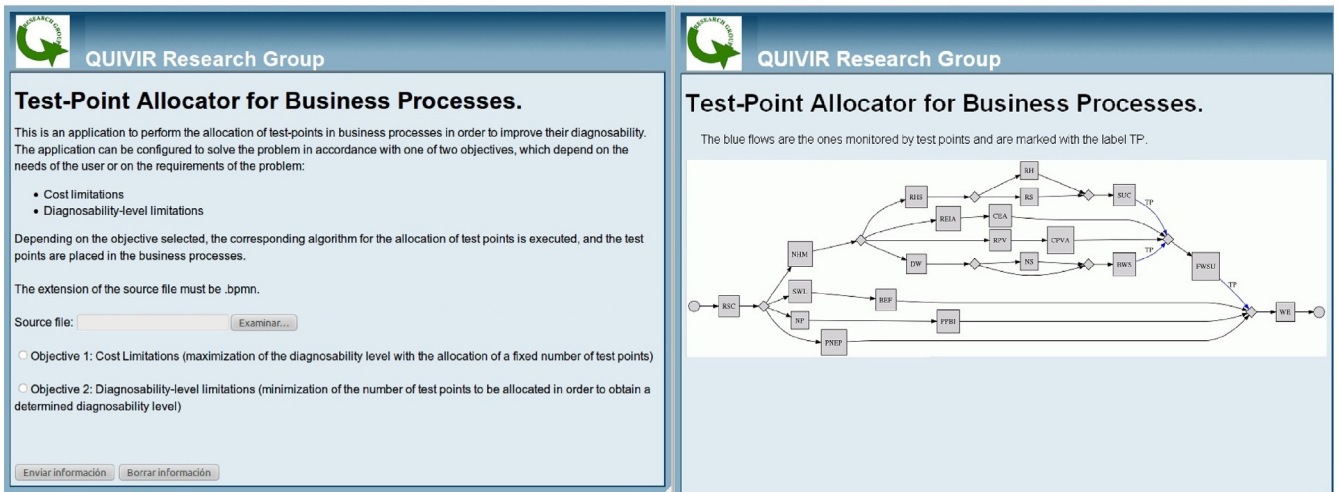 RESEARCH GROUP
QUIVIR Research Group
Test-Point Allocator for Business Processes.
This is an application to perform the allocation of test-points in business processes in order to improve their diagnosability.
The application can be configured to solve the problem in accordance with one of two objectives, which depend on the
needs of the user or on the requirements of the problem:
• Cost limitations
• Diagnosability-level limitations
Depending on the objective selected, the corresponding algorithm for the allocation of test points is executed, and the test
points are placed in the business processes.
The extension of the source file must be .bpmn.
Source file: Examinar...
Objective 1: Cost Limitations (maximization of the diagnosability level with the allocation of a fixed number of test points)
Objective 2: Diagnosability-level limitations (minimization of the number of test points to be allocated in order to obtain a
determined diagnosability level)
Enviar información Borrar información
RESEARCH GROUP
QUIVIR Research Group
Test-Point Allocator for Business Processes.
The blue flows are the ones monitored by test points and are marked with the label TP.
RH
RHS RS SUC TP
REIA CEA
NHM RPV CPVA
DW NS BWS TP FWSU
TP
SWL BEF
RSC WE
NP PPBI
PNEP